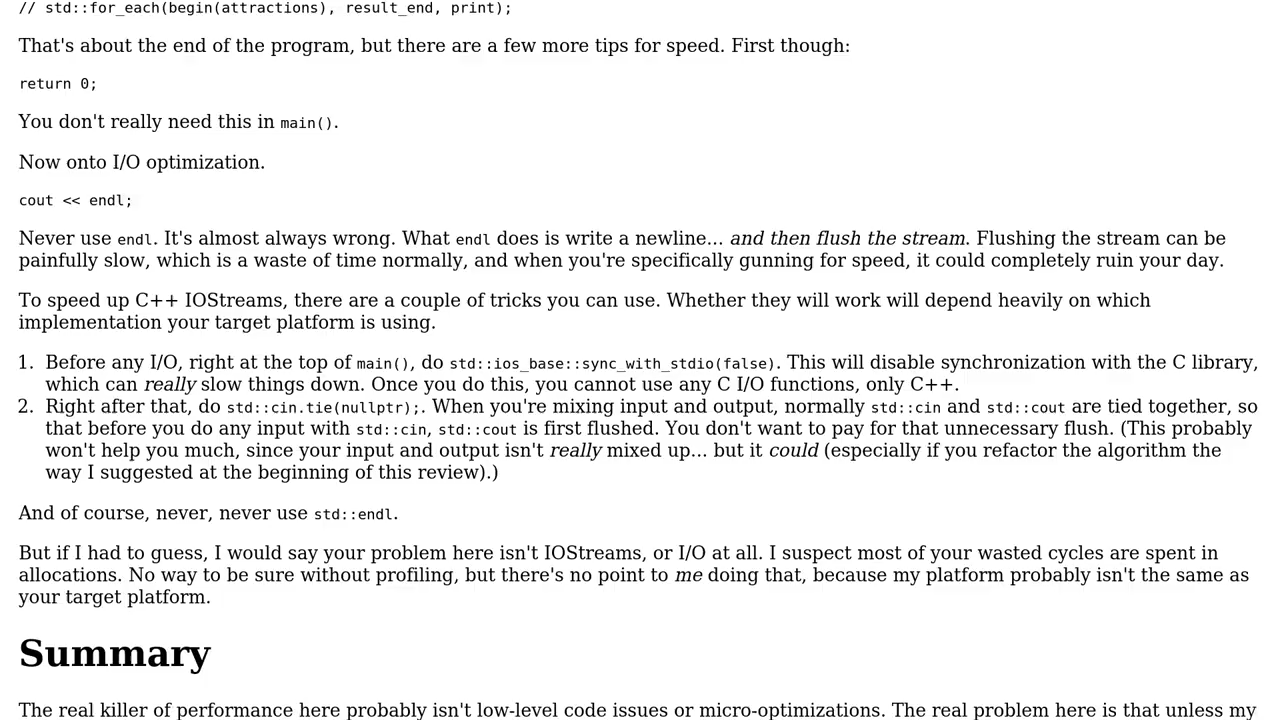 // std::for_each(begin(attractions), result_end, print);
That's about the end of the program, but there are a few more tips for speed. First though:
return 0;
You don't really need this in main().
Now onto I/O optimization.
cout << endl;
Never use endl. It's almost always wrong. What endl does is write a newline... and then flush the stream. Flushing the stream can be
painfully slow, which is a waste of time normally, and when you're specifically gunning for speed, it could completely ruin your day.
To speed up C++ IOStreams, there are a couple of tricks you can use. Whether they will work will depend heavily on which
implementation your target platform is using.
1. Before any I/O, right at the top of main(), do std::ios_base::sync_with_stdio(false). This will disable synchronization with the C library,
which can really slow things down. Once you do this, you cannot use any C I/O functions, only C++.
2. Right after that, do std::cin.tie(nullptr);. When you're mixing input and output, normally std::cin and std::cout are tied together, so
that before you do any input with std::cin, std::cout is first flushed. You don't want to pay for that unnecessary flush. (This probably
won't help you much, since your input and output isn't really mixed up... but it could (especially if you refactor the algorithm the
way I suggested at the beginning of this review).)
And of course, never, never use std::endl.
But if I had to guess, I would say your problem here isn't IOStreams, or I/O at all. I suspect most of your wasted cycles are spent in
allocations. No way to be sure without profiling, but there's no point to me doing that, because my platform probably isn't the same as
your target platform.
Summary
The real killer of performance here probably isn't low-level code issues or micro-optimizations. The real problem here is that unless my